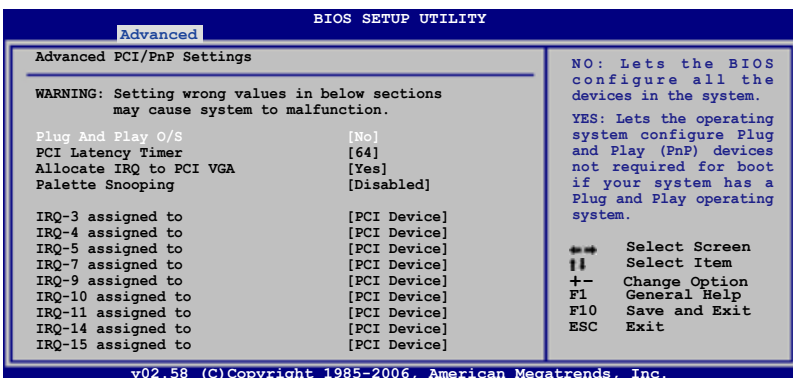 BIOS SETUP UTILITY
Advanced
Advanced PCI/PnP Settings
WARNING: Setting wrong values in below sections
may cause system to malfunction.
Plug And Play O/S [No]
PCI Latency Timer [64]
Allocate IRQ to PCI VGA [Yes]
Palette Snooping [Disabled]
IRQ-3 assigned to [PCI Device]
IRQ-4 assigned to [PCI Device]
IRQ-5 assigned to [PCI Device]
IRQ-7 assigned to [PCI Device]
IRQ-9 assigned to [PCI Device]
IRQ-10 assigned to [PCI Device]
IRQ-11 assigned to [PCI Device]
IRQ-14 assigned to [PCI Device]
IRQ-15 assigned to [PCI Device]
NO: Lets the BIOS
configure all the
devices in the system.
YES: Lets the operating
system configure Plug
and Play (PnP) devices
not required for boot
if your system has a
Plug and Play operating
system.
←→ Select Screen
↑↓ Select Item
+- Change Option
F1 General Help
F10 Save and Exit
ESC Exit
v02.58 (C)Copyright 1985-2006, American Megatrends, Inc.